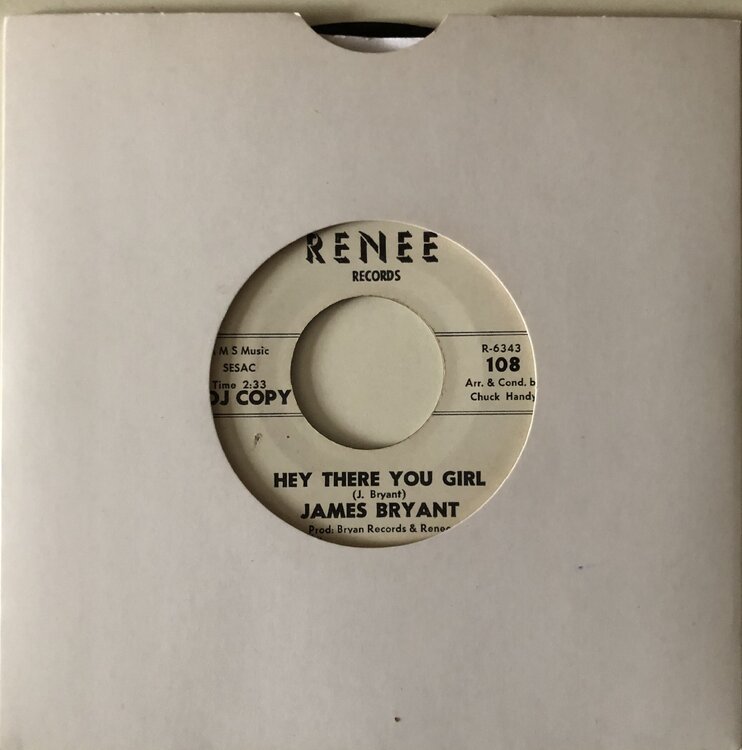 RENEE
RECORDS
M S Music
SESAC
Time 2:33
DJ COPY
R-6343
108
Arr. & Cond. b
Chuck Handy
HEY THERE YOU GIRL
(J. Bryant)
JAMES BRYANT
Prod: Bryan Records & Renee